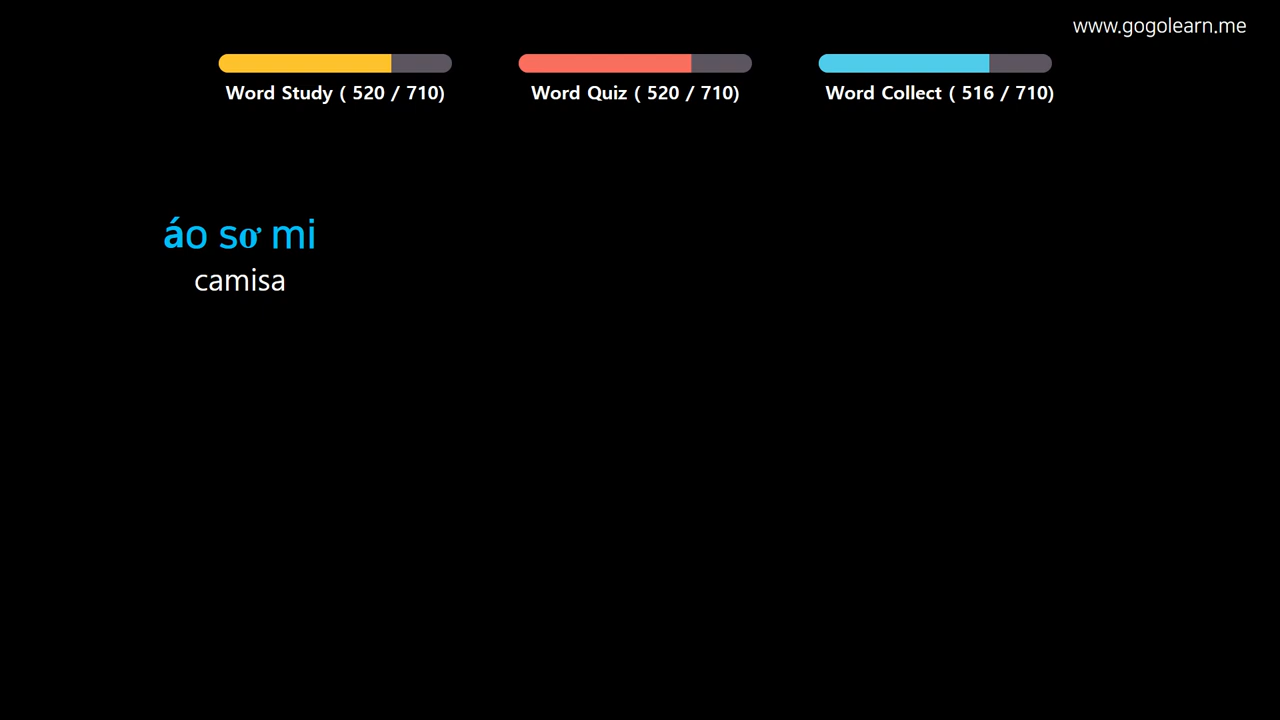 www.gogolearn.me
Word Study ( 520 / 710)
Word Quiz ( 520 / 710)
Word Collect ( 516 / 710)
áo sơ mi
camisa